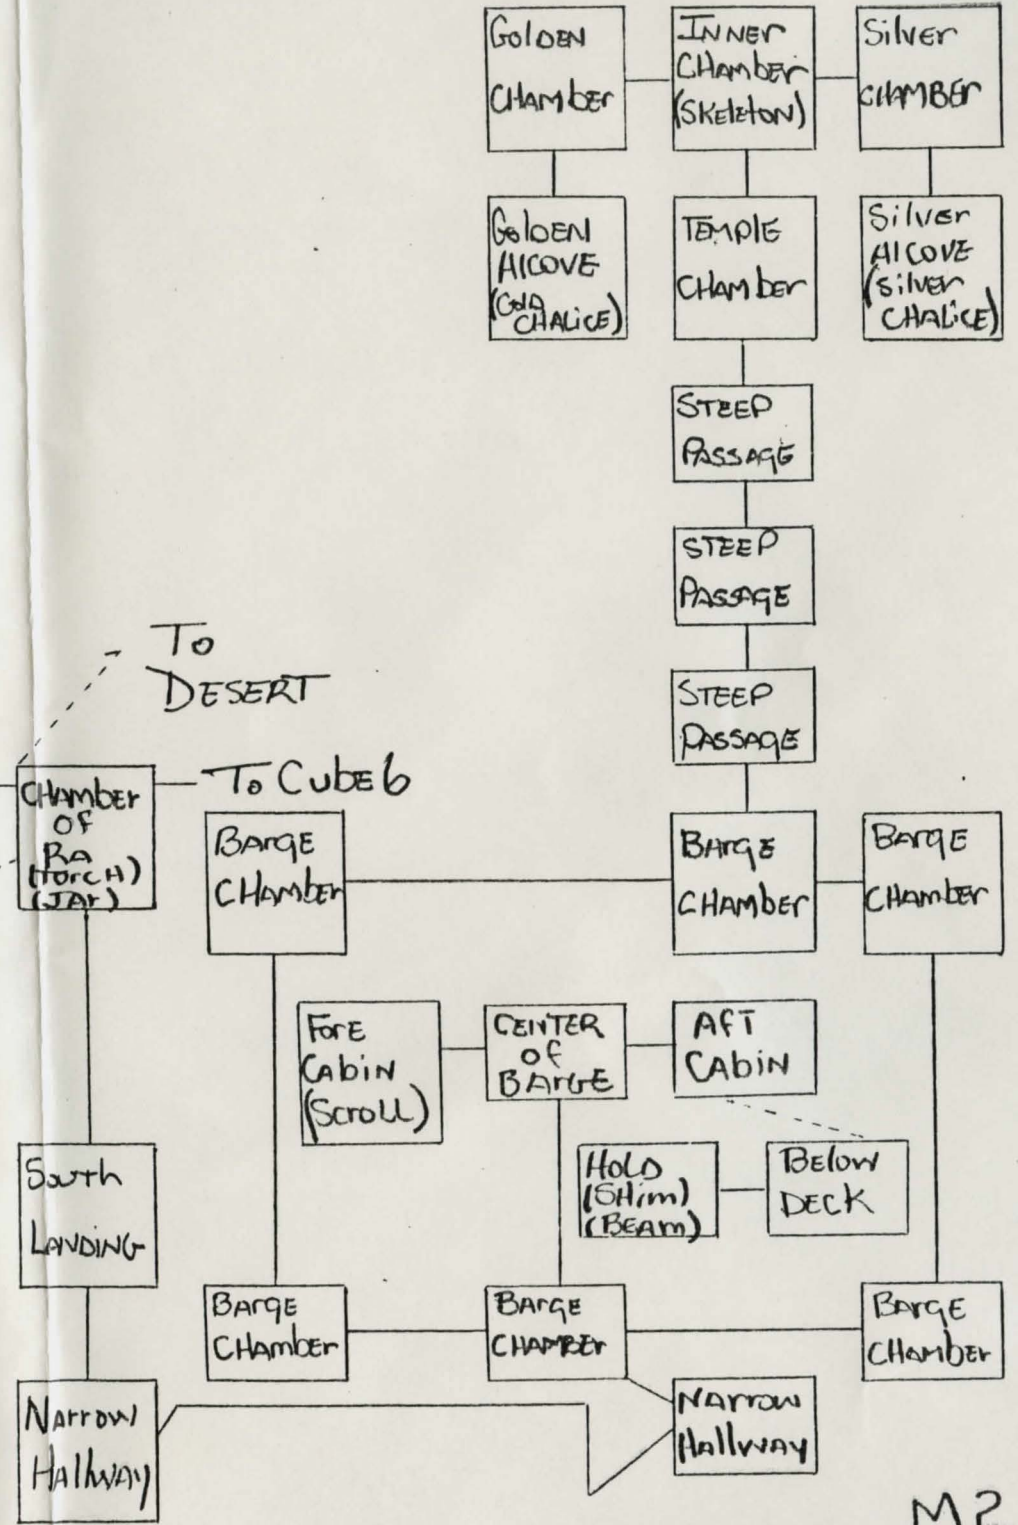 GOLDEN
CHAMBER
INNER
CHAMBER
(SKELETON)
SILVER
CHAMBER
GOLDEN
ALCOVE
(GOLD
CHALICE)
TEMPLE
CHAMBER
SILVER
ALCOVE
(SILVER
CHALICE)
STEEP
PASSAGE
STEEP
PASSAGE
STEEP
PASSAGE
TO
DESERT
TO CUBE 6
CHAMBER
OF
RA
(TORCH)
(JAR)
BARGE
CHAMBER
BARGE
CHAMBER
BARGE
CHAMBER
FORE
CABIN
(SCROLL)
CENTER
OF
BARGE
AFT
CABIN
HOLD
(SHIM)
(BEAM)
BELOW
DECK
SOUTH
LANDING
BARGE
CHAMBER
BARGE
CHAMBER
BARGE
CHAMBER
NARROW
HALLWAY
NARROW
HALLWAY
M2